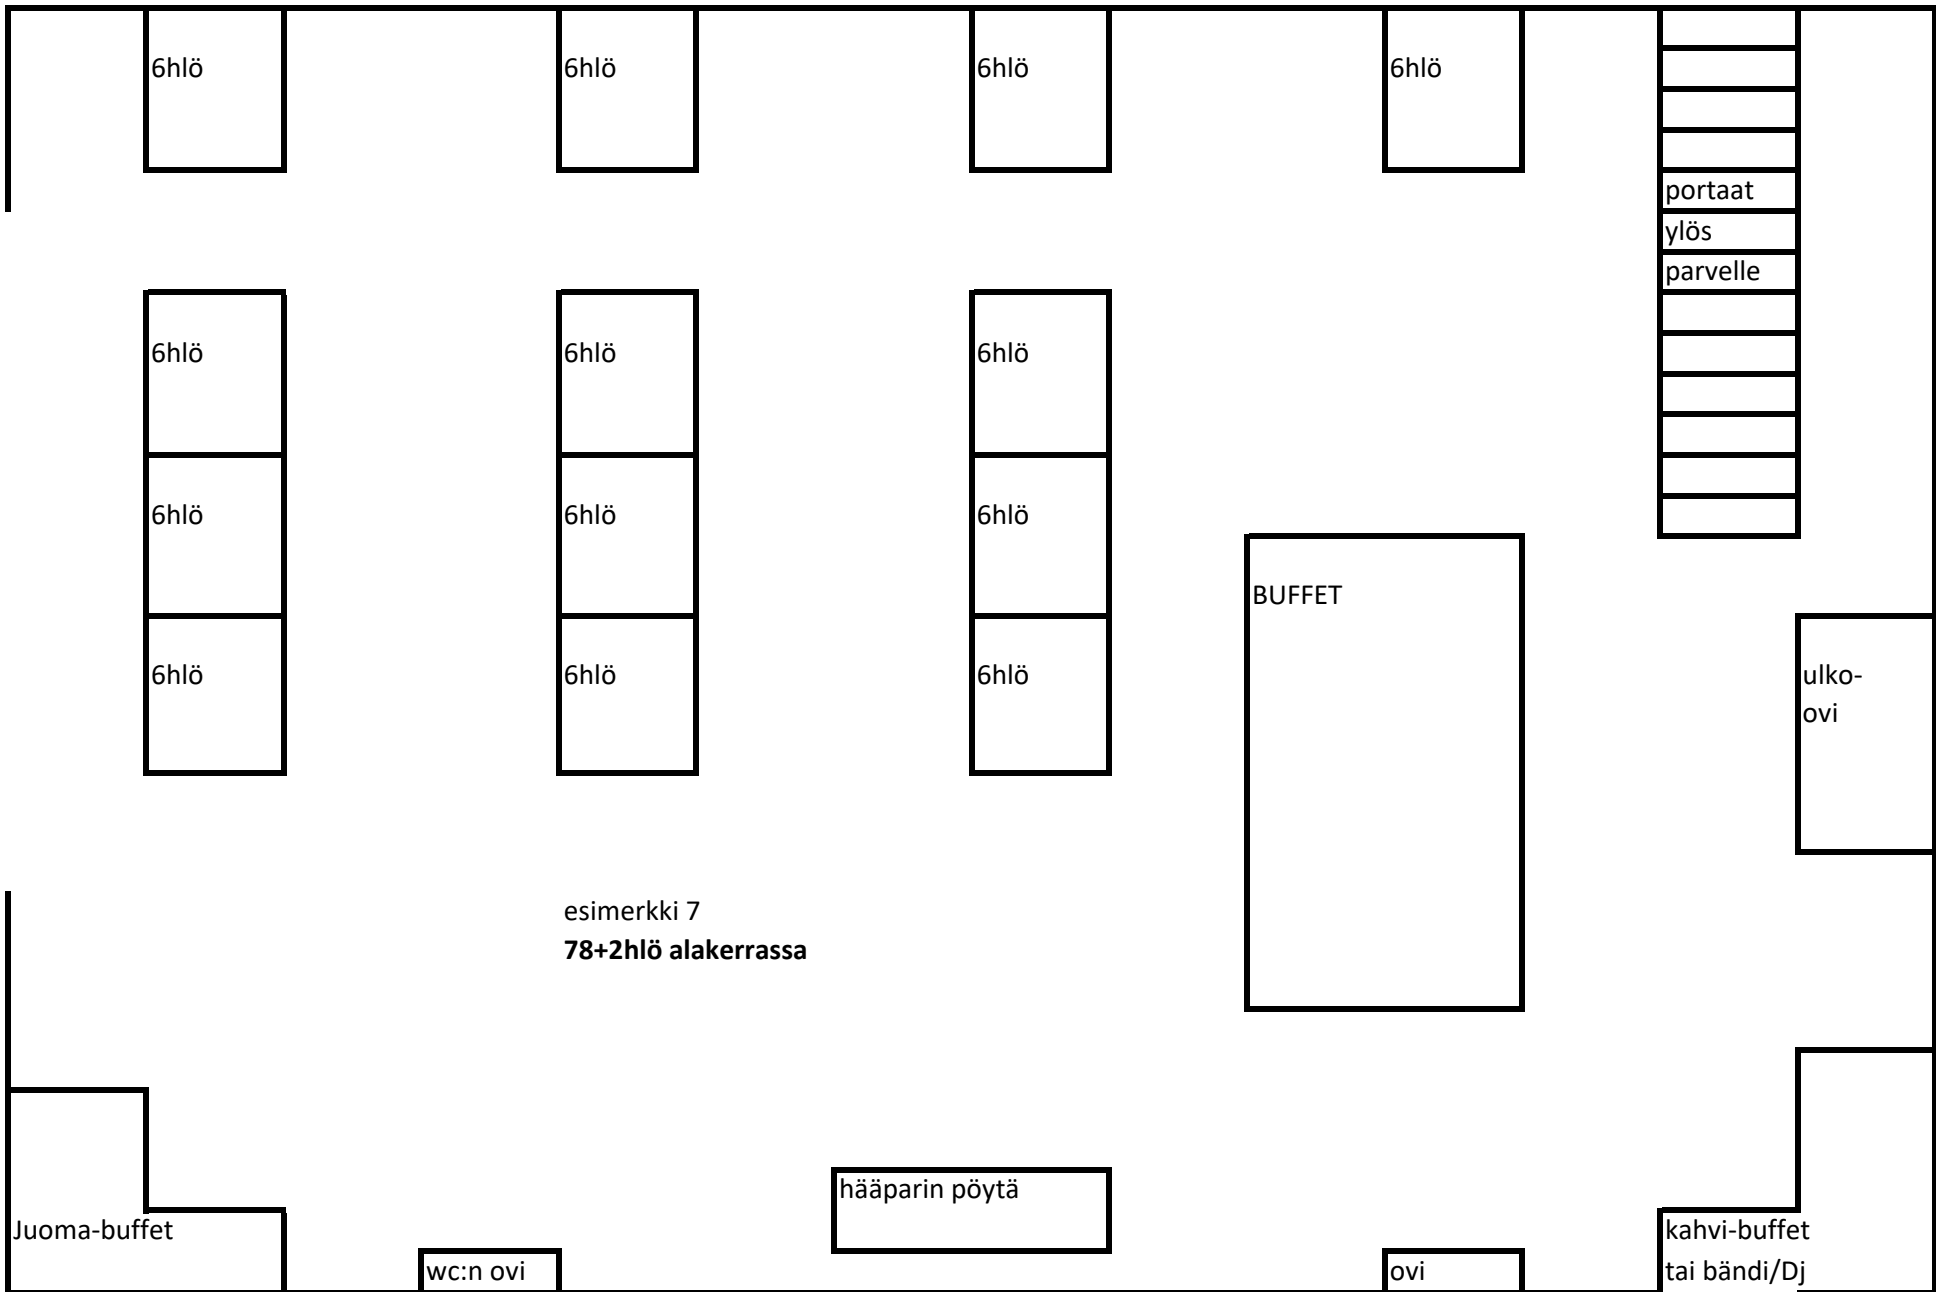 6hlö
6hlö
6hlö
6hlö
portaat
ylös
parvelle
6hlö
6hlö
6hlö
6hlö
6hlö
6hlö
BUFFET
6hlö
6hlö
6hlö
ulko-
ovi
esimerkki 7
78+2hlö alakerrassa
hääparin pöytä
Juoma-buffet
wc:n ovi
ovi
kahvi-buffet
tai bändi/Dj